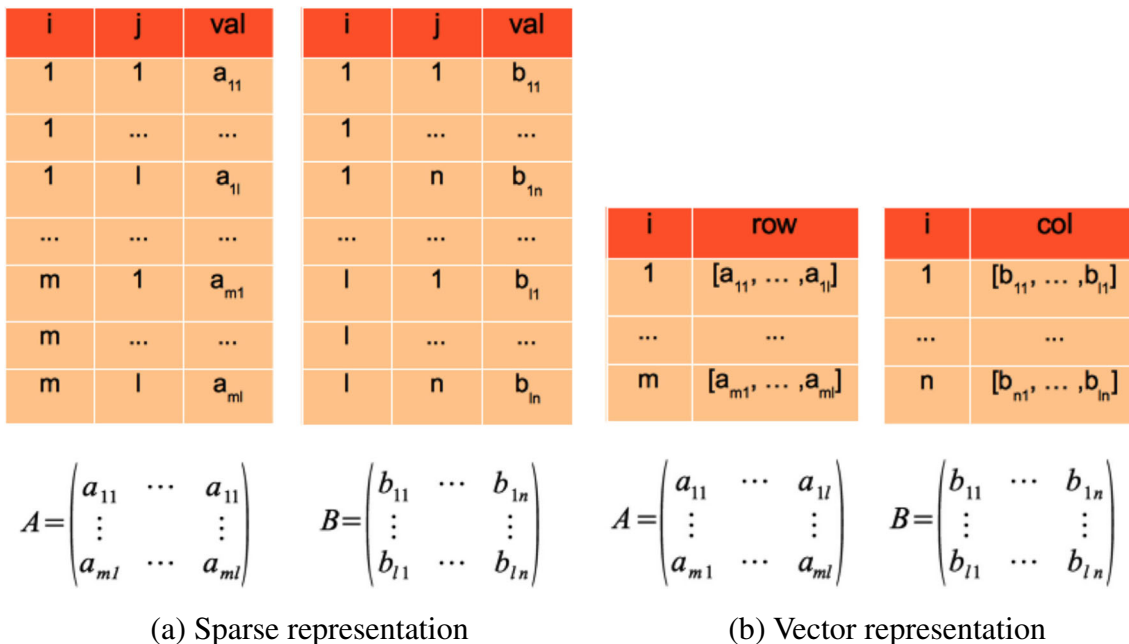 i j val
1 1 a₁₁
1 ... ...
1 l a₁ₗ
... ... ...
m 1 aₘ₁
m ... ...
m l aₘₗ
i j val
1 1 b₁₁
1 ... ...
1 n b₁ₙ
... ... ...
l 1 bₗ₁
l ... ...
l n bₗₙ
i row
1 [a₁₁, ... ,a₁ₗ]
... ...
m [aₘ₁, ... ,aₘₗ]
i col
1 [b₁₁, ... ,bₗ₁]
... ...
n [bₙ₁, ... ,bₗₙ]
A=
a₁₁ ⋯ a₁₁
⋮ ⋮
aₘₗ ⋯ aₘₗ
B=
b₁₁ ⋯ b₁ₙ
⋮ ⋮
bₗ₁ ⋯ bₗₙ
A=
a₁₁ ⋯ a₁ₗ
⋮ ⋮
aₘ₁ ⋯ aₘₗ
B=
b₁₁ ⋯ b₁ₙ
⋮ ⋮
bₗ₁ ⋯ bₗₙ
(a) Sparse representation
(b) Vector representation